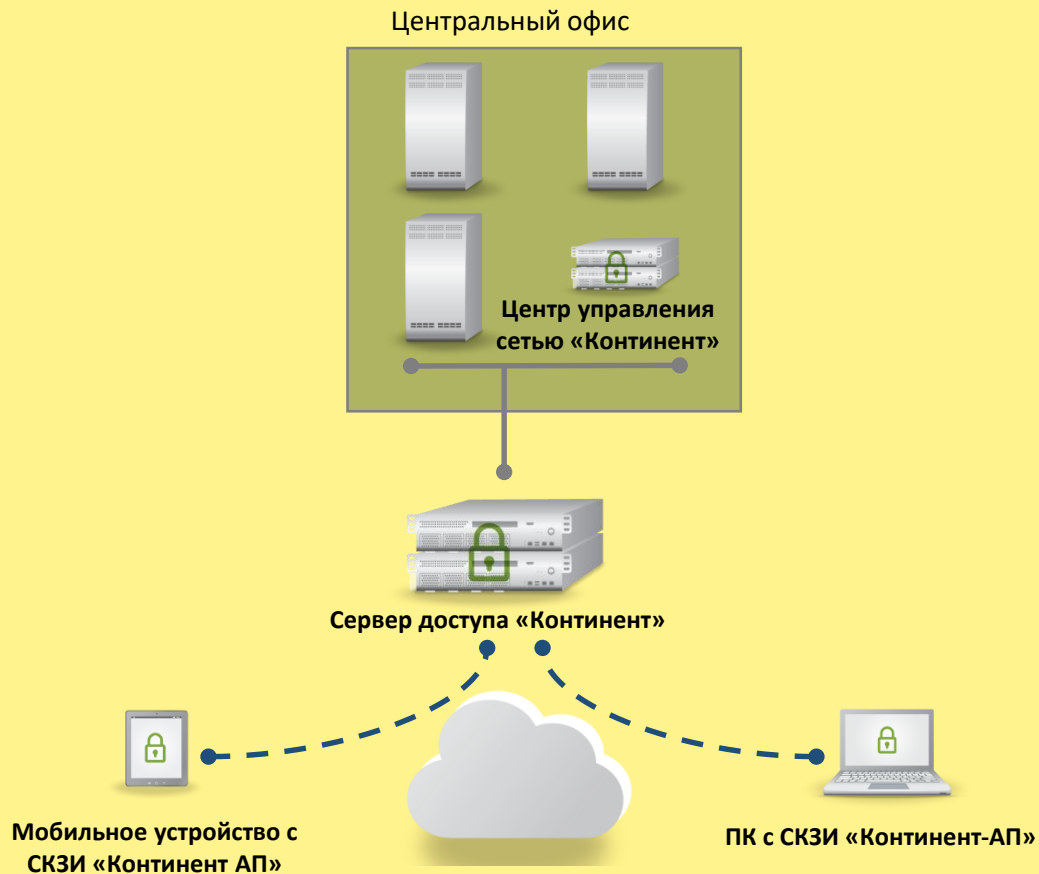 Центральный офис
Центр управления
сетью «Континент»
Сервер доступа «Континент»
Мобильное устройство с
СКЗИ «Континент АП»
ПК с СКЗИ «Континент-АП»